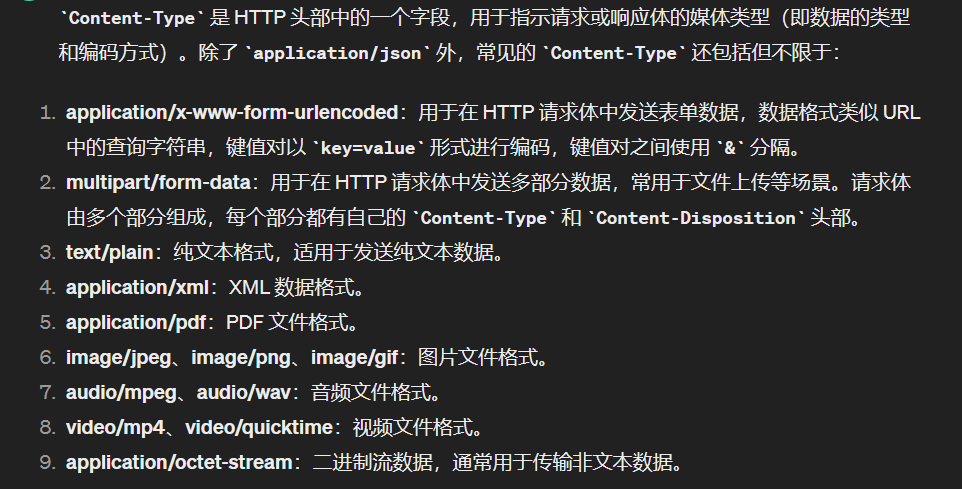 `Content-Type` 是 HTTP 头部中的一个字段，用于指示请求或响应体的媒体类型（即数据的类型
和编码方式）。除了 `application/json` 外，常见的 `Content-Type` 还包括但不限于：
1. application/x-www-form-urlencoded：用于在 HTTP 请求体中发送表单数据，数据格式类似 URL
中的查询字符串，键值对以 `key=value` 形式进行编码，键值对之间使用 `&` 分隔。
2. multipart/form-data：用于在 HTTP 请求体中发送多部分数据，常用于文件上传等场景。请求体
由多个部分组成，每个部分都有自己的 `Content-Type` 和 `Content-Disposition` 头部。
3. text/plain：纯文本格式，适用于发送纯文本数据。
4. application/xml：XML 数据格式。
5. application/pdf：PDF 文件格式。
6. image/jpeg、image/png、image/gif：图片文件格式。
7. audio/mpeg、audio/wav：音频文件格式。
8. video/mp4、video/quicktime：视频文件格式。
9. application/octet-stream：二进制流数据，通常用于传输非文本数据。